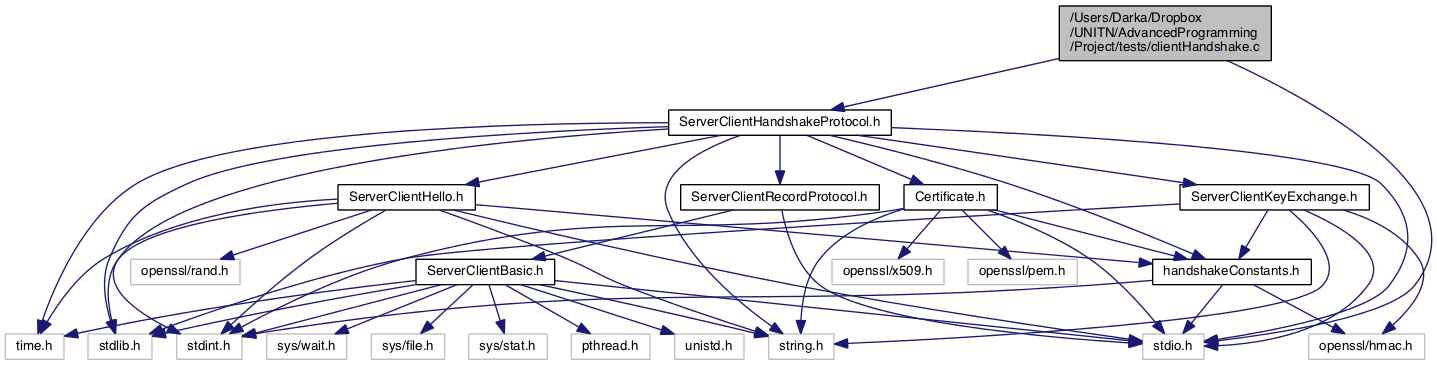 /Users/Darka/Dropbox
/UNITN/AdvancedProgramming
/Project/tests/clientHandshake.c
ServerClientHandshakeProtocol.h
ServerClientHello.h
ServerClientRecordProtocol.h
Certificate.h
ServerClientKeyExchange.h
openssl/rand.h
ServerClientBasic.h
openssl/x509.h
openssl/pem.h
handshakeConstants.h
time.h
stdlib.h
stdint.h
sys/wait.h
sys/file.h
sys/stat.h
pthread.h
unistd.h
string.h
stdio.h
openssl/hmac.h